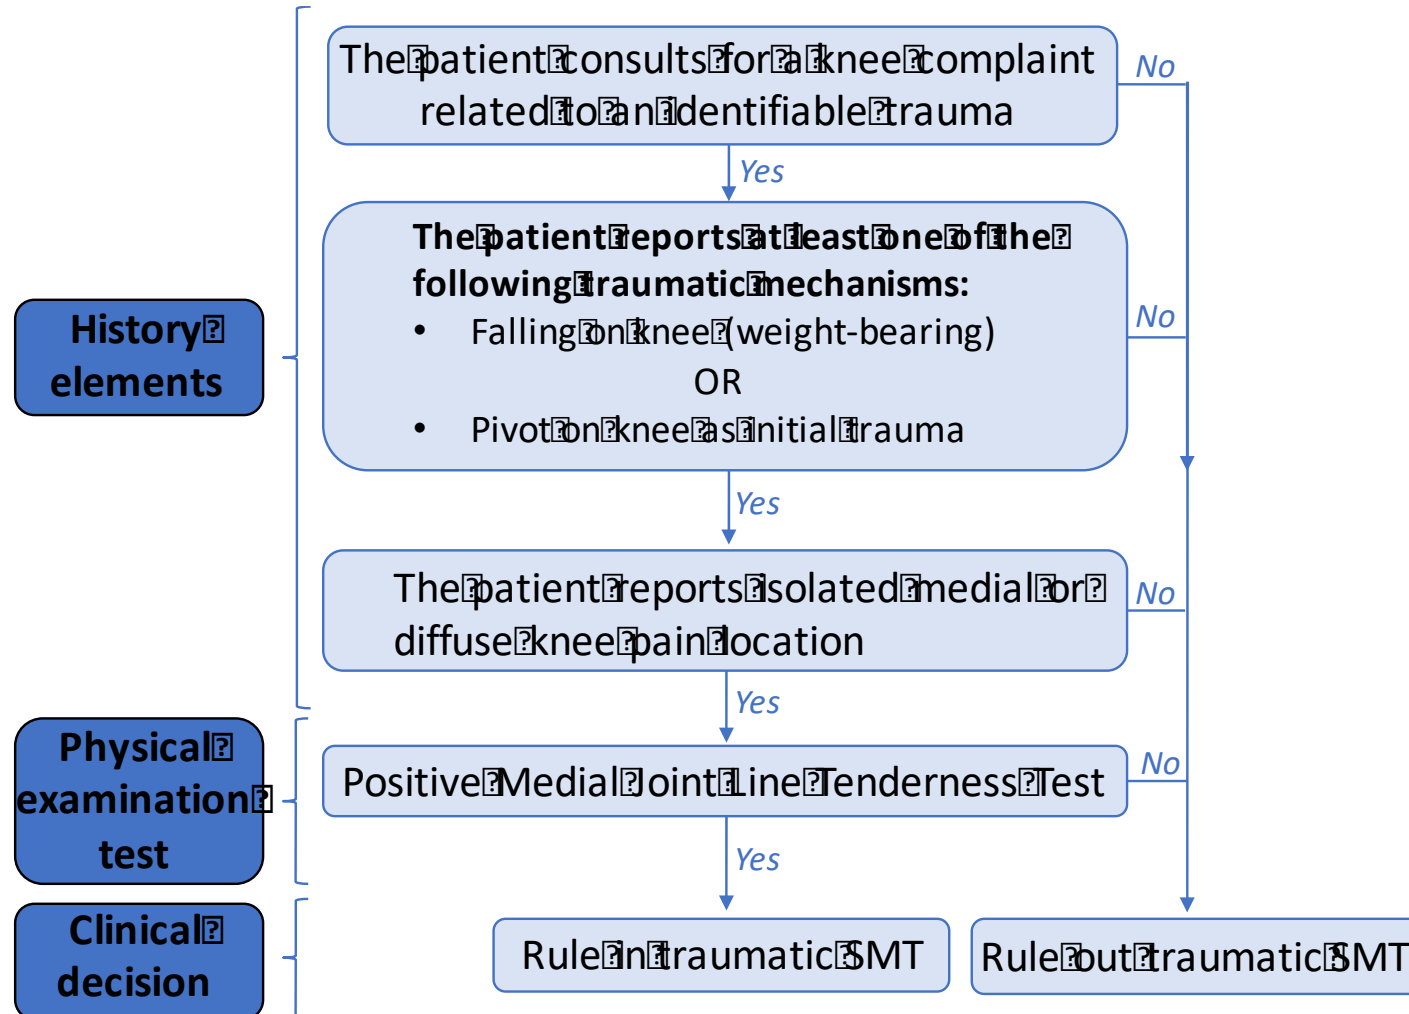 The patient consults for a knee complaint
related to an identifiable trauma
No
Yes
The patient reports at least one of the
following traumatic mechanisms:
• Falling on knee (weight-bearing)
OR
• Pivot on knee as initial trauma
No
History
elements
Yes
The patient reports isolated medial or
diffuse knee pain location
No
Yes
Physical
examination
test
Positive Medial Joint Line Tenderness Test
No
Yes
Clinical
decision
Rule in traumatic SMT
Rule out traumatic SMT